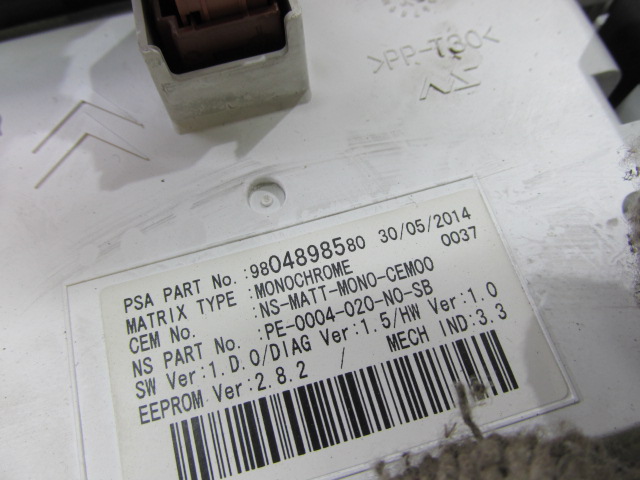 >PP-T30<
PSA PART No. :9804898580 30/05/2014
MATRIX TYPE :MONOCHROME 0037
CEM No. :NS-MATT-MONO-CEM00
NS PART No. :PE-0004-020-NO-SB
SW Ver:1.D.0/DIAG Ver:1.5/HW Ver:1.0
EEPROM Ver:2.8.2 / MECH IND:3.3